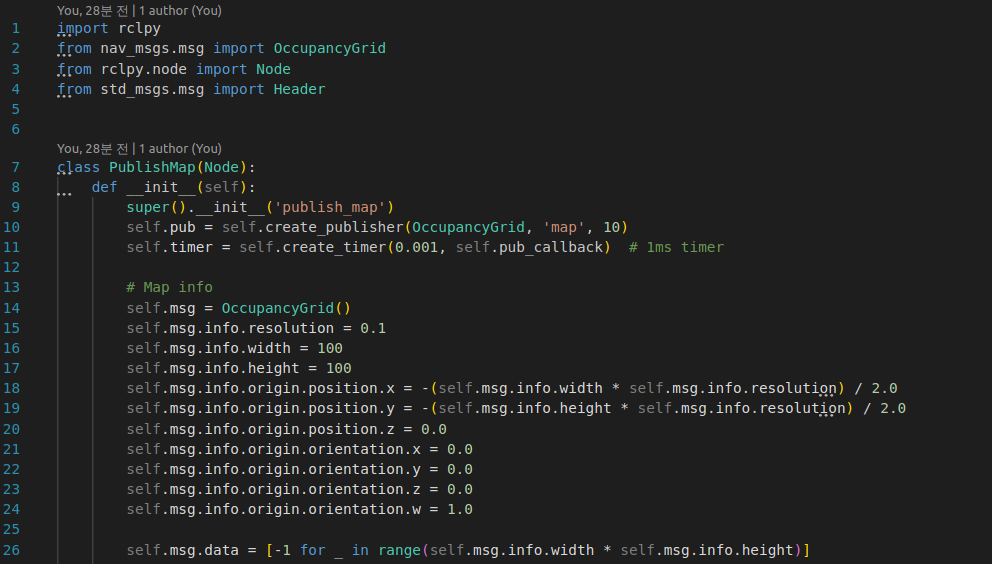 You, 28분 전 | 1 author (You)
1 import rclpy
2 from nav_msgs.msg import OccupancyGrid
3 from rclpy.node import Node
4 from std_msgs.msg import Header
5
6
You, 28분 전 | 1 author (You)
7 class PublishMap(Node):
8     def __init__(self):
9         super().__init__('publish_map')
10         self.pub = self.create_publisher(OccupancyGrid, 'map', 10)
11         self.timer = self.create_timer(0.001, self.pub_callback)  # 1ms timer
12
13         # Map info
14         self.msg = OccupancyGrid()
15         self.msg.info.resolution = 0.1
16         self.msg.info.width = 100
17         self.msg.info.height = 100
18         self.msg.info.origin.position.x = -(self.msg.info.width * self.msg.info.resolution) / 2.0
19         self.msg.info.origin.position.y = -(self.msg.info.height * self.msg.info.resolution) / 2.0
20         self.msg.info.origin.position.z = 0.0
21         self.msg.info.origin.orientation.x = 0.0
22         self.msg.info.origin.orientation.y = 0.0
23         self.msg.info.origin.orientation.z = 0.0
24         self.msg.info.origin.orientation.w = 1.0
25
26         self.msg.data = [-1 for _ in range(self.msg.info.width * self.msg.info.height)]